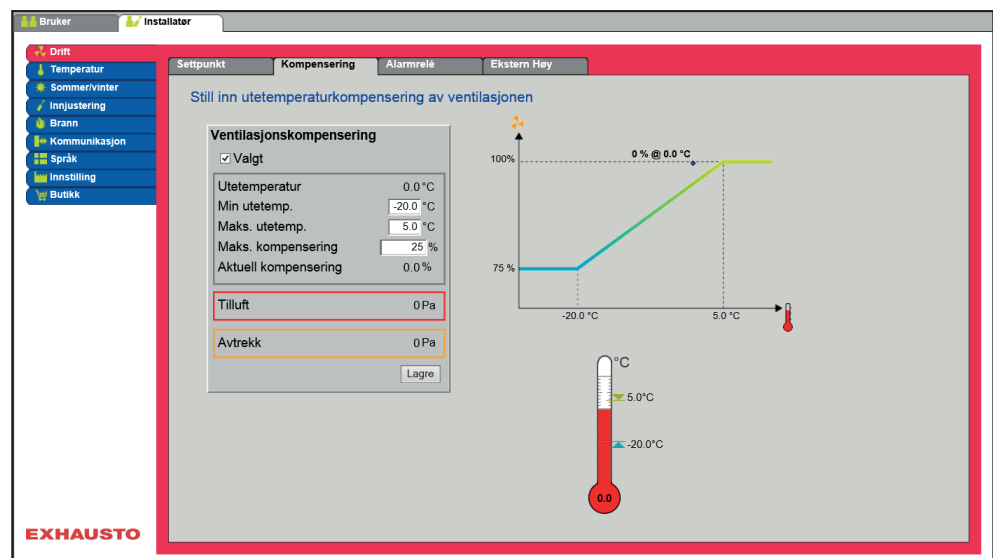 Bruker
Installatør
Drift
Temperatur
Sommer/vinter
Innjustering
Brann
Kommunikasjon
Språk
Innstilling
Butikk
Settpunkt
Kompensering
Alarmrelé
Ekstern Høy
Still inn utetemperaturkompensering av ventilasjonen
Ventilasjonskompensering
Valgt
Utetemperatur 0.0 °C
Min utetemp. -20.0 °C
Maks. utetemp. 5.0 °C
Maks. kompensering 25 %
Aktuell kompensering 0.0 %
Tilluft 0 Pa
Avtrekk 0 Pa
Lagre
100%
0 % @ 0.0 °C
75 %
-20.0 °C
5.0 °C
°C
5.0°C
-20.0°C
0.0
EXHAUSTO